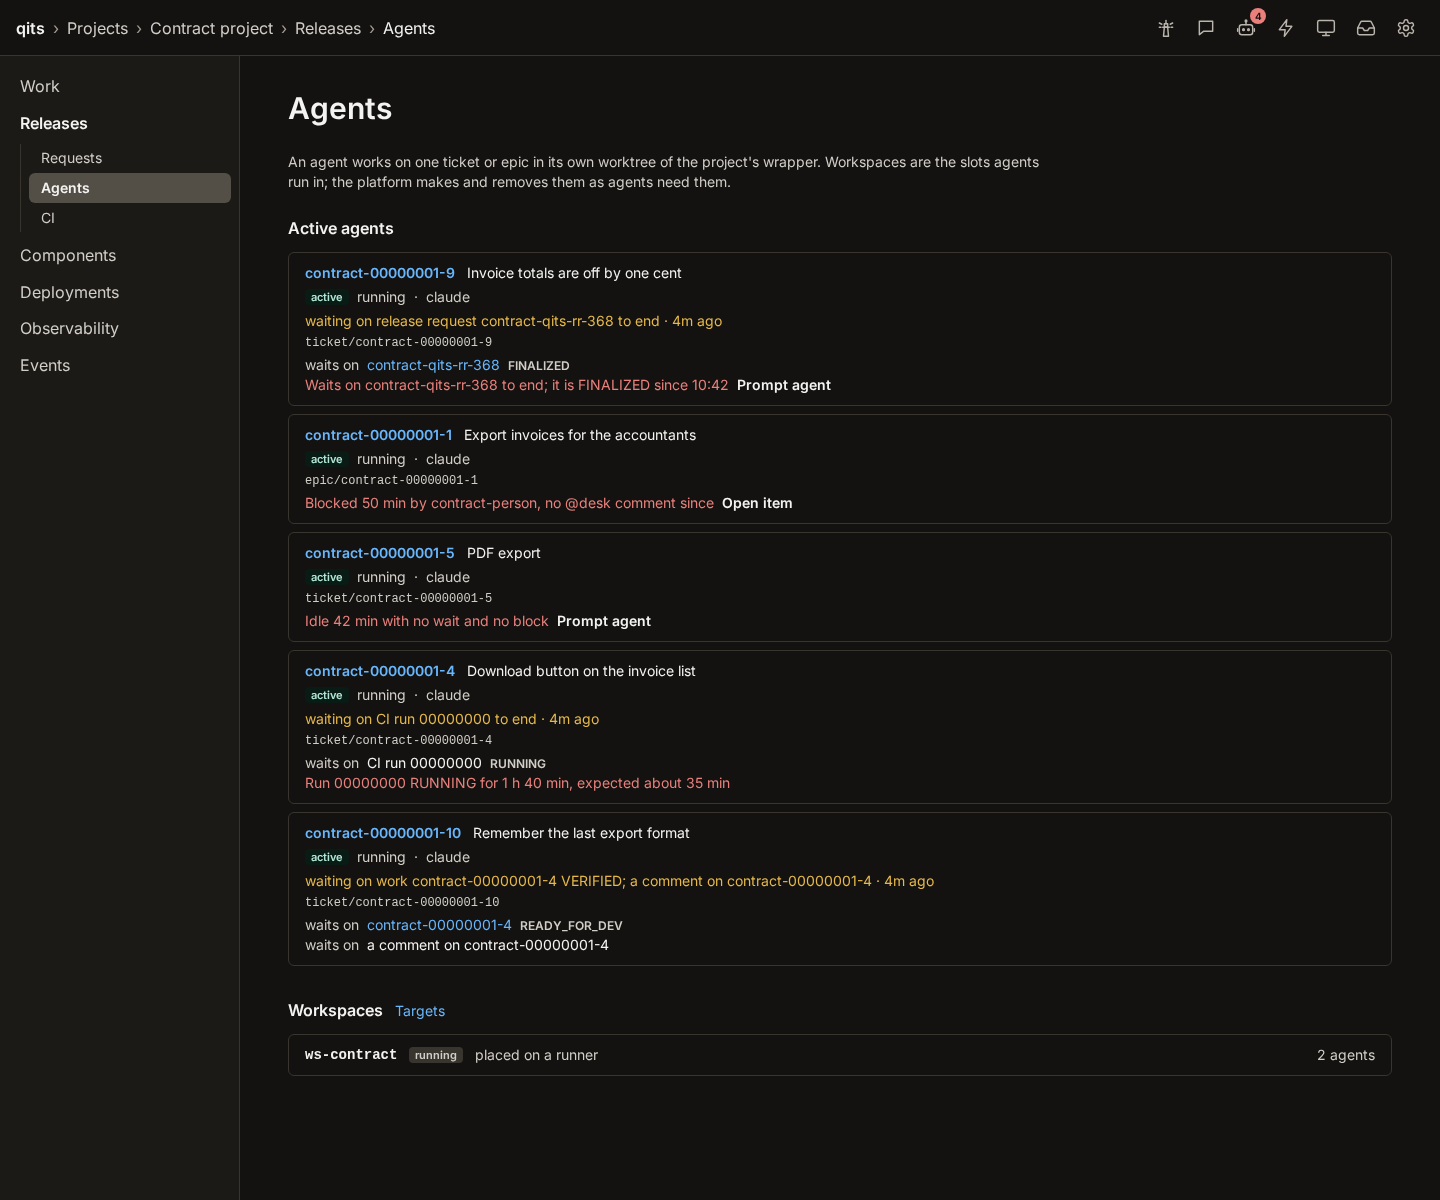 qits › Projects › Contract project › Releases › Agents
4
Work
Releases
Requests
Agents
CI
Components
Deployments
Observability
Events
Agents
An agent works on one ticket or epic in its own worktree of the project's wrapper. Workspaces are the slots agents
run in; the platform makes and removes them as agents need them.
Active agents
contract-00000001-9 Invoice totals are off by one cent
active running · claude
waiting on release request contract-qits-rr-368 to end · 4m ago
ticket/contract-00000001-9
waits on contract-qits-rr-368 FINALIZED
Waits on contract-qits-rr-368 to end; it is FINALIZED since 10:42 Prompt agent
contract-00000001-1 Export invoices for the accountants
active running · claude
epic/contract-00000001-1
Blocked 50 min by contract-person, no @desk comment since Open item
contract-00000001-5 PDF export
active running · claude
ticket/contract-00000001-5
Idle 42 min with no wait and no block Prompt agent
contract-00000001-4 Download button on the invoice list
active running · claude
waiting on CI run 00000000 to end · 4m ago
ticket/contract-00000001-4
waits on CI run 00000000 RUNNING
Run 00000000 RUNNING for 1 h 40 min, expected about 35 min
contract-00000001-10 Remember the last export format
active running · claude
waiting on work contract-00000001-4 VERIFIED; a comment on contract-00000001-4 · 4m ago
ticket/contract-00000001-10
waits on contract-00000001-4 READY_FOR_DEV
waits on a comment on contract-00000001-4
Workspaces Targets
ws-contract running placed on a runner 2 agents